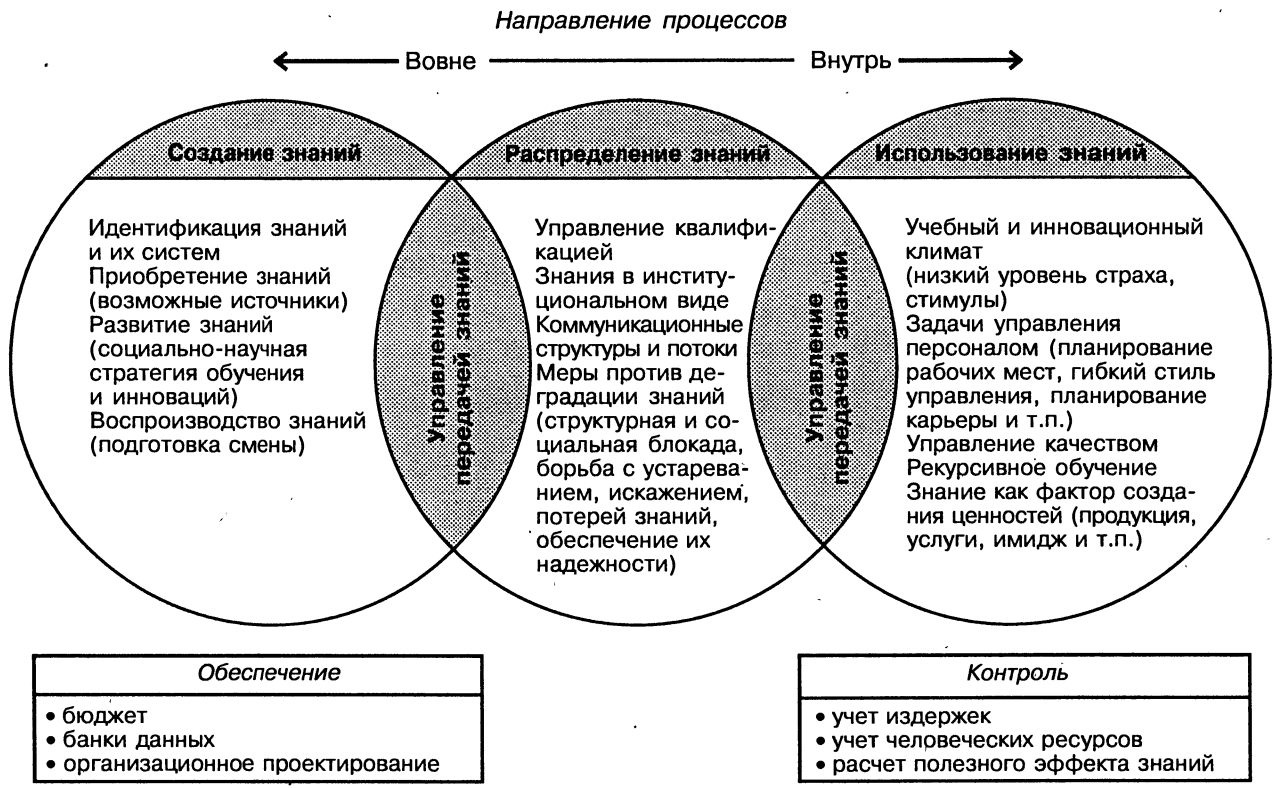 Направление процессов
Вовне
Внутрь
Создание знаний
Идентификация знаний
и их систем
Приобретение знаний
(возможные источники)
Развитие знаний
(социально-научная
стратегия обучения
и инноваций)
Воспроизводство знаний
(подготовка смены)
Управление
передачей знаний
Распределение знаний
Управление квалифи-
кацией
Знания в институ-
циональном виде
Коммуникационные
структуры и потоки
Меры против де-
градации знаний
(структурная и со-
циальная блокада,
борьба с устарева-
нием, искажением,
потерей знаний,
обеспечение их
надежности)
Управление
передачей знаний
Использование знаний
Учебный и инновационный
климат
(низкий уровень страха,
стимулы)
Задачи управления
персоналом (планирование
рабочих мест, гибкий стиль
управления, планирование
карьеры и т.п.)
Управление качеством
Рекурсивное обучение
Знание как фактор созда-
ния ценностей (продукция,
услуги, имидж и т.п.)
Обеспечение
• бюджет
• банки данных
• организационное проектирование
Контроль
• учет издержек
• учет человеческих ресурсов
• расчет полезного эффекта знаний